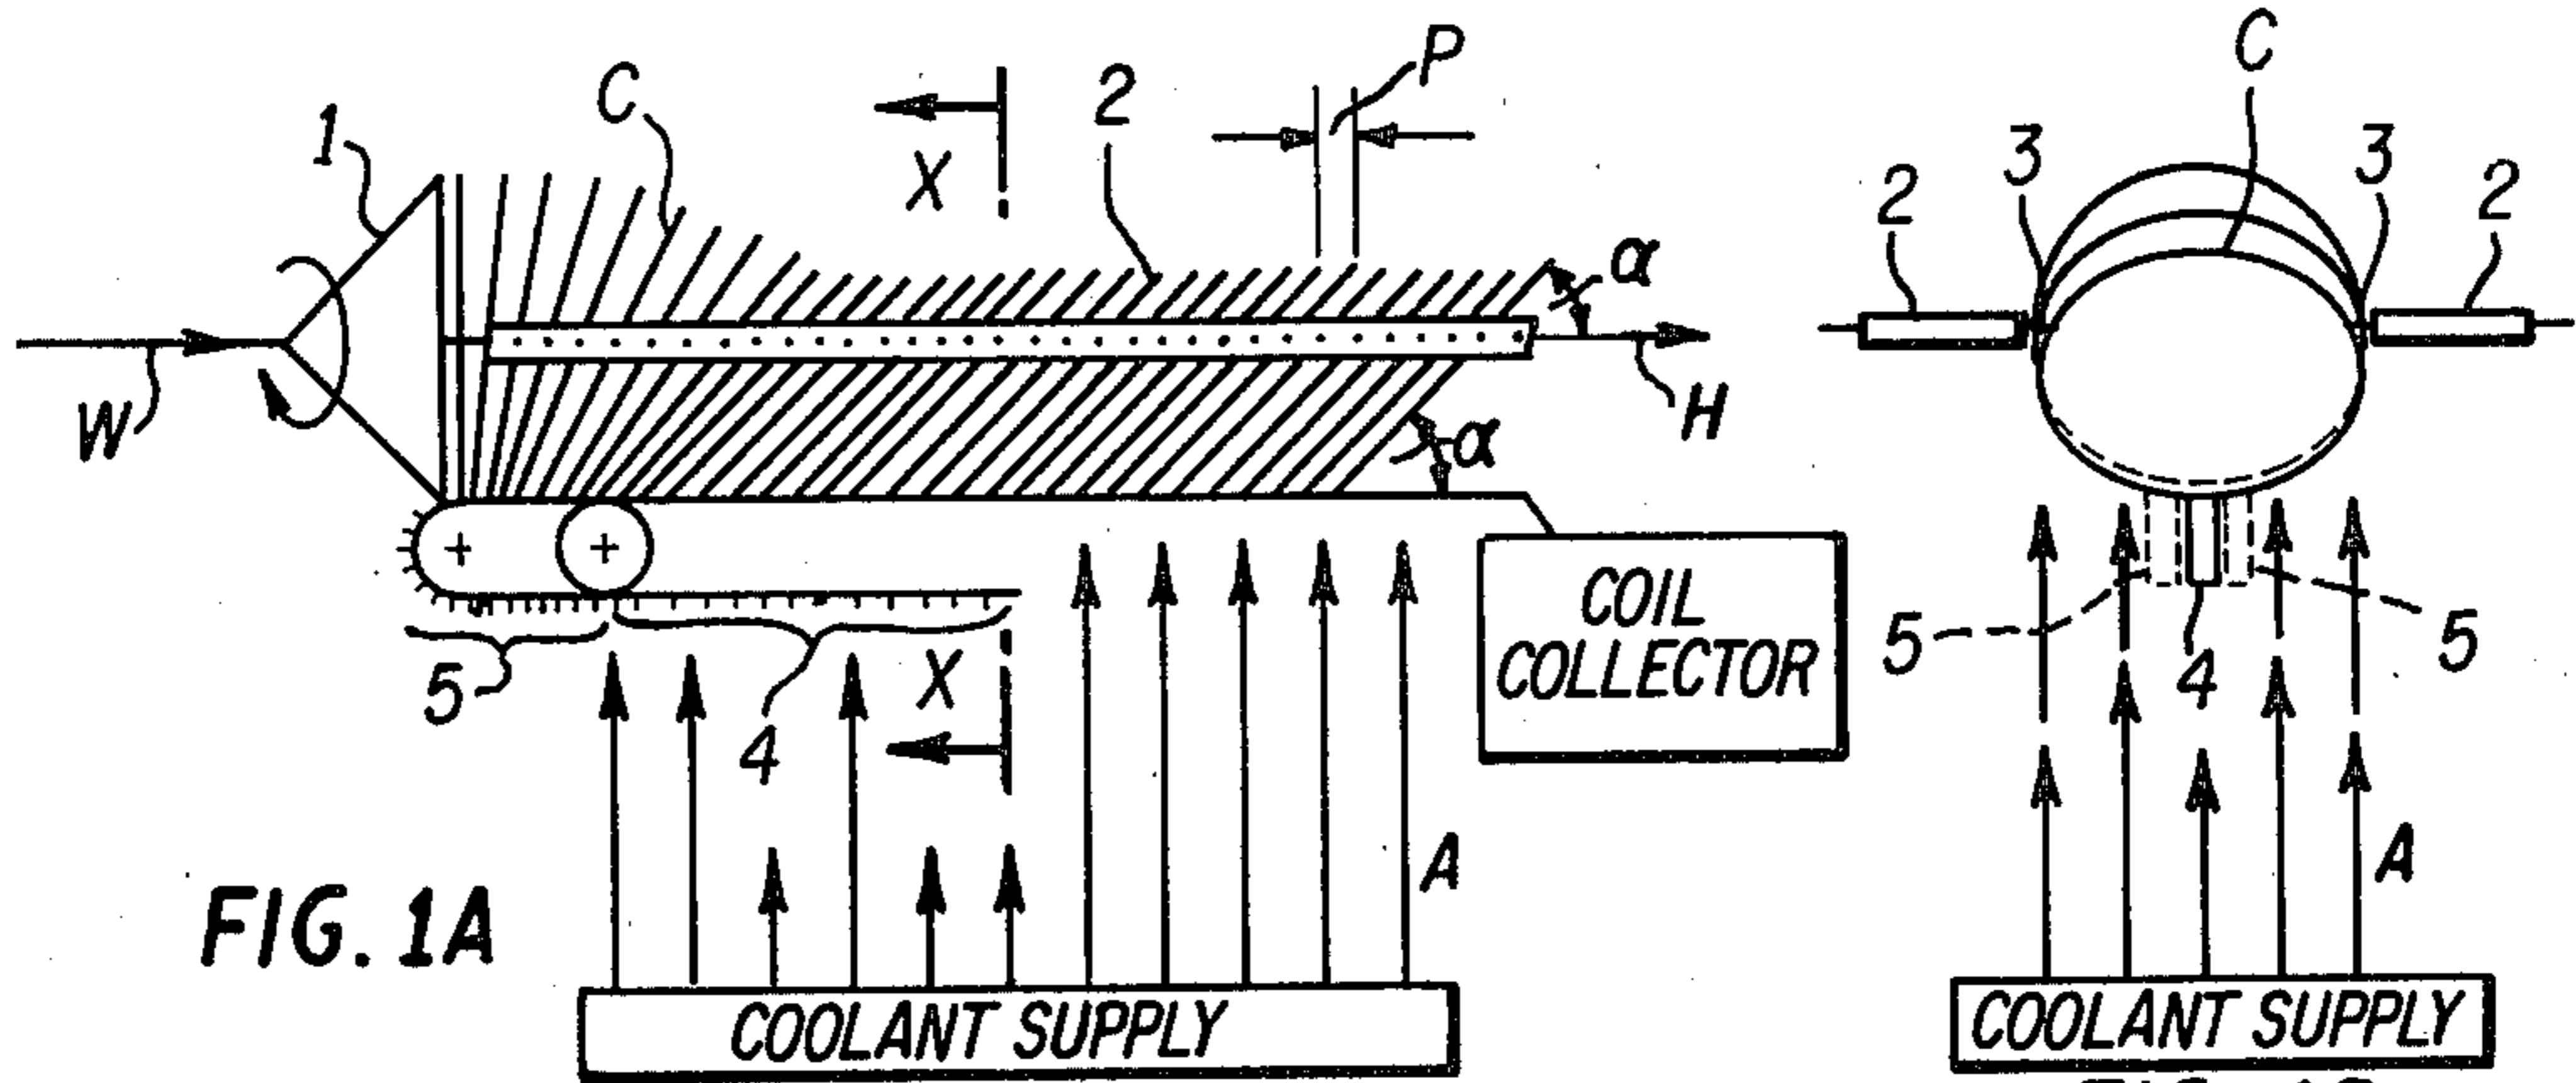 C
1
X
2
P
α
W
H
α
5
4
X
COIL
COLLECTOR
A
FIG. 1A
COOLANT SUPPLY
C
3
3
2
2
5
4
5
A
COOLANT SUPPLY